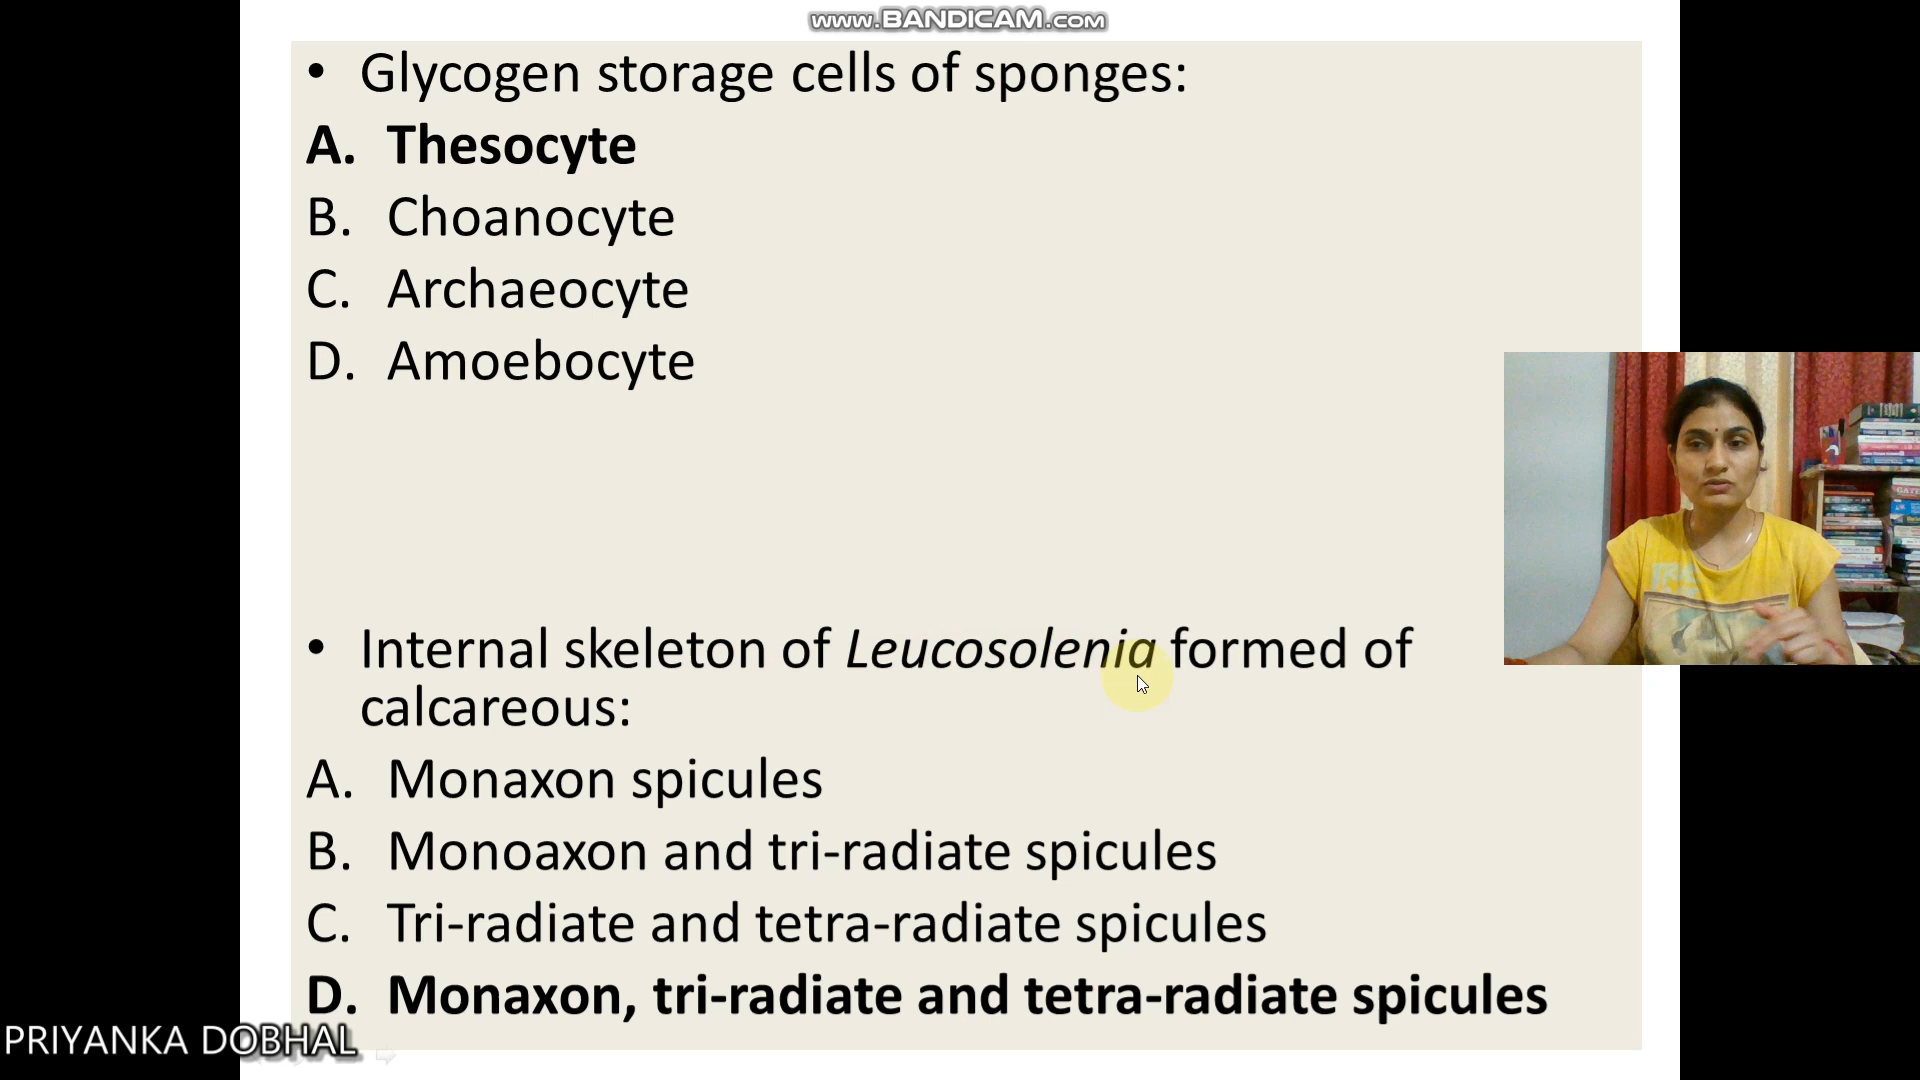 www.BANDICAM.com
• Glycogen storage cells of sponges:
A. Thesocyte
B. Choanocyte
C. Archaeocyte
D. Amoebocyte
• Internal skeleton of Leucosolenia formed of
calcareous:
A. Monaxon spicules
B. Monoaxon and tri-radiate spicules
C. Tri-radiate and tetra-radiate spicules
D. Monaxon, tri-radiate and tetra-radiate spicules
PRIYANKA DOBHAL
GATE